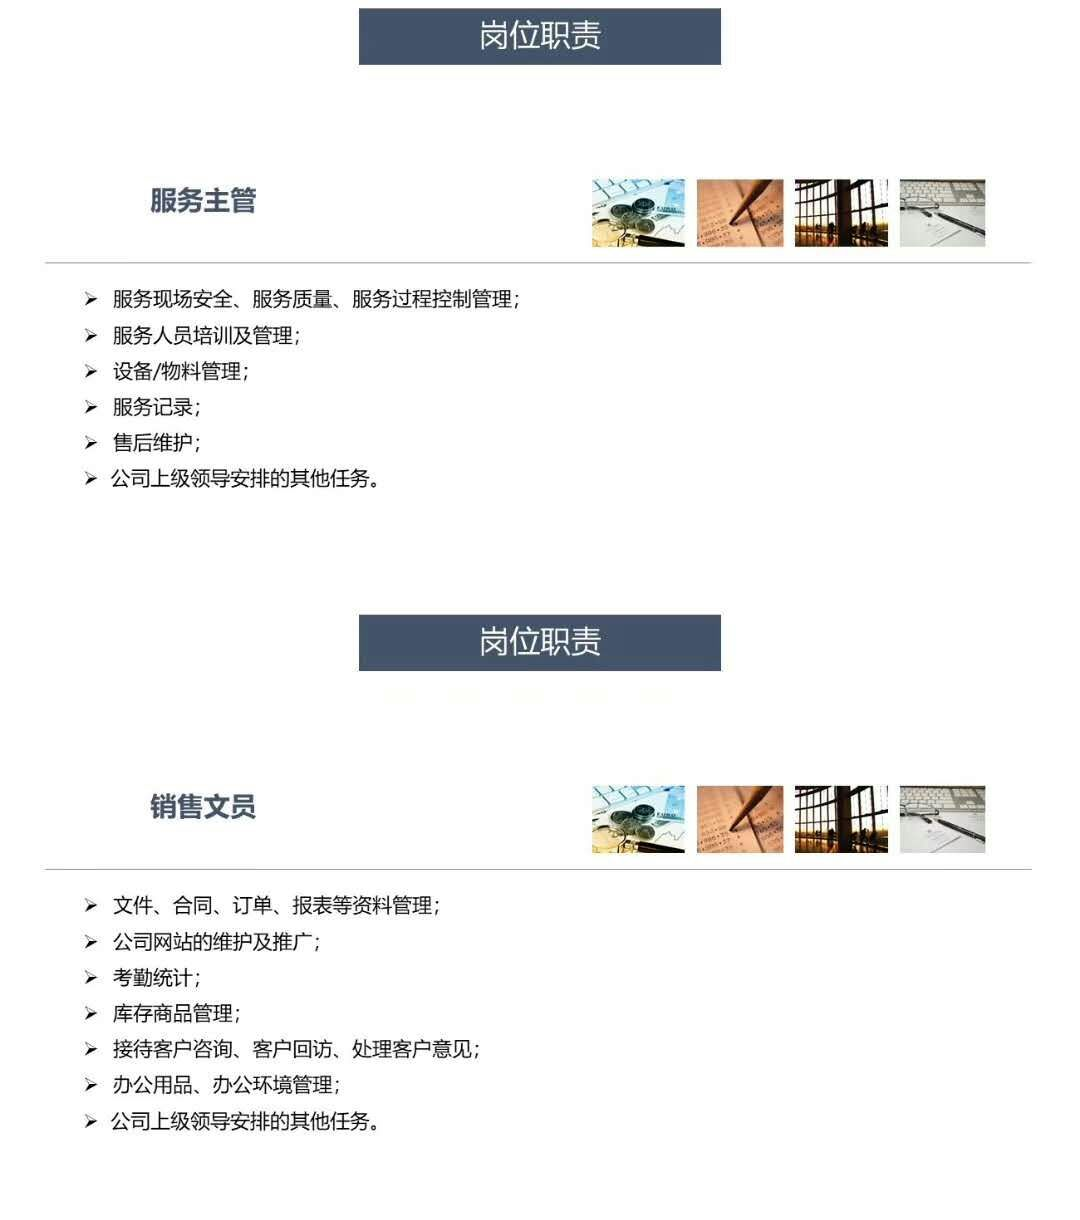 岗位职责
服务主管
➢ 服务现场安全、服务质量、服务过程控制管理；
➢ 服务人员培训及管理；
➢ 设备/物料管理；
➢ 服务记录；
➢ 售后维护；
➢ 公司上级领导安排的其他任务。
岗位职责
销售文员
➢ 文件、合同、订单、报表等资料管理；
➢ 公司网站的维护及推广；
➢ 考勤统计；
➢ 库存商品管理；
➢ 接待客户咨询、客户回访、处理客户意见；
➢ 办公用品、办公环境管理；
➢ 公司上级领导安排的其他任务。